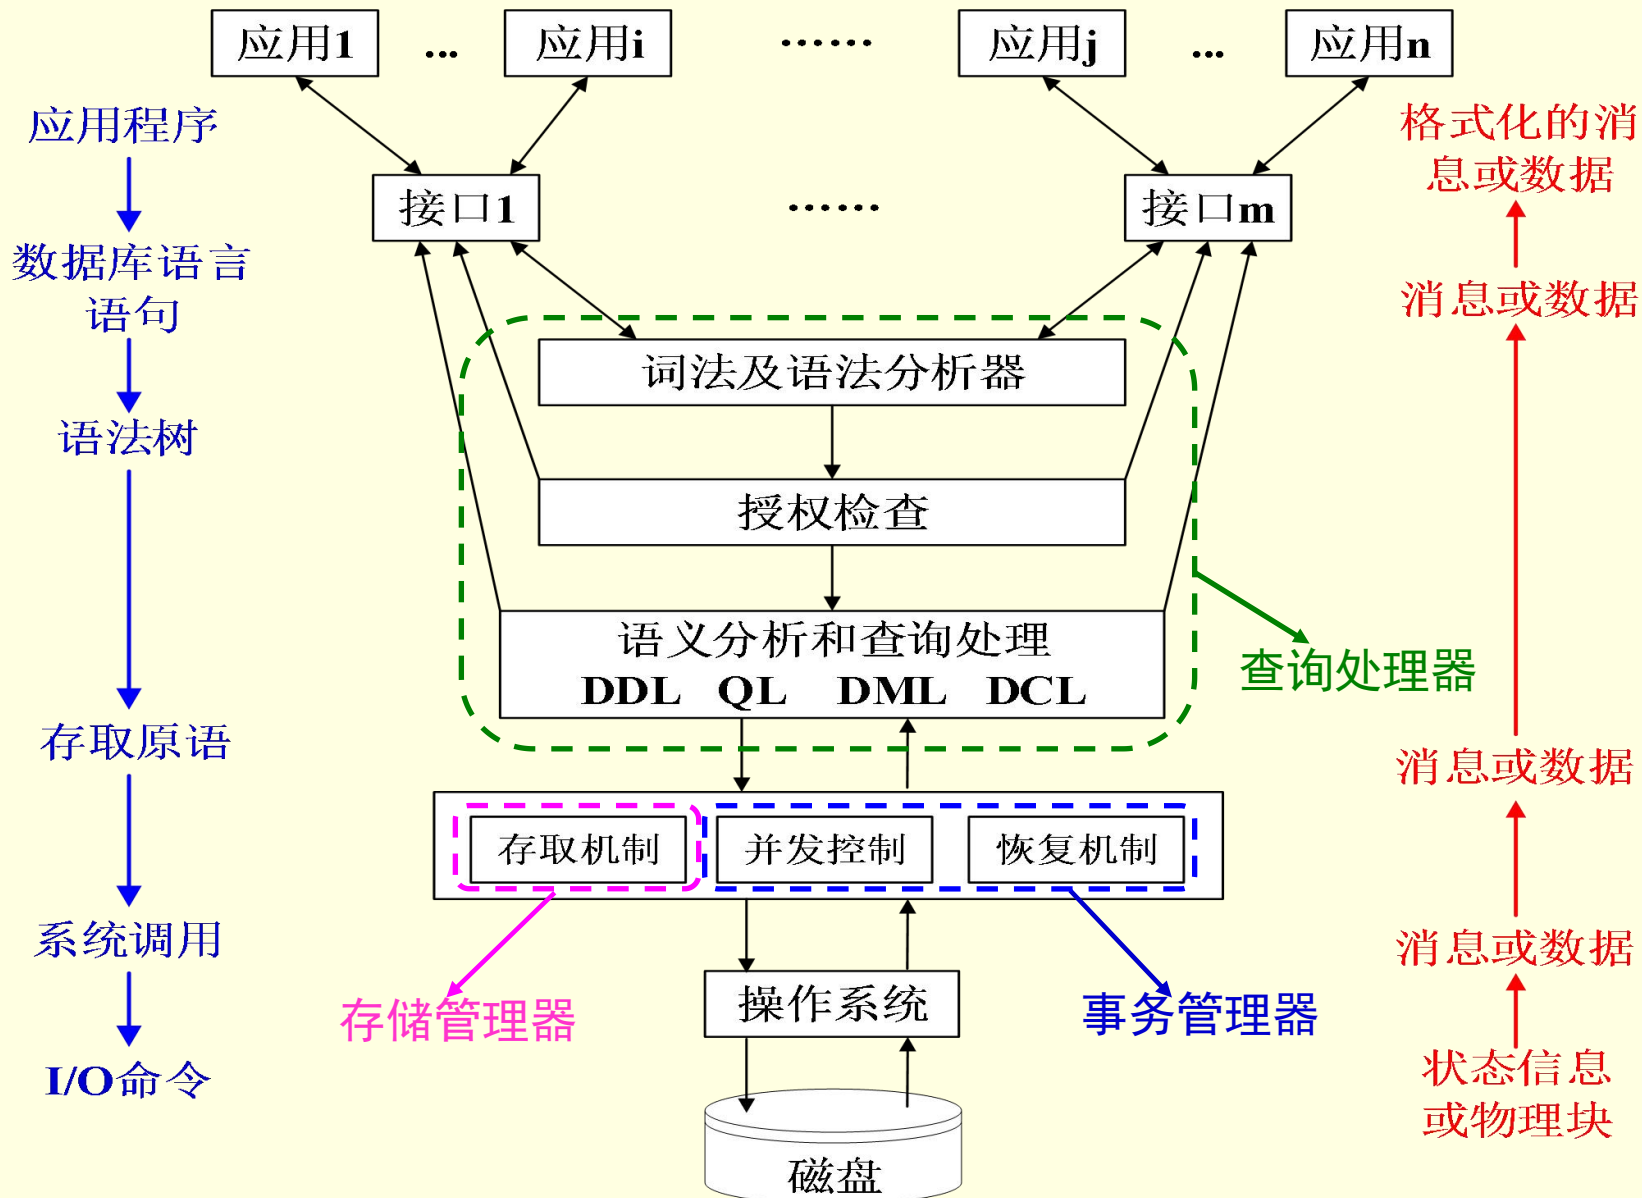 应用1 ... 应用i ...... 应用j ... 应用n
应用程序
格式化的消
息或数据
接口1 ...... 接口m
数据库语言
语句
消息或数据
词法及语法分析器
语法树
授权检查
语义分析和查询处理
DDL QL DML DCL
查询处理器
存取原语
消息或数据
存取机制 并发控制 恢复机制
系统调用
消息或数据
存储管理器
操作系统
事务管理器
I/O命令
状态信息
或物理块
磁盘